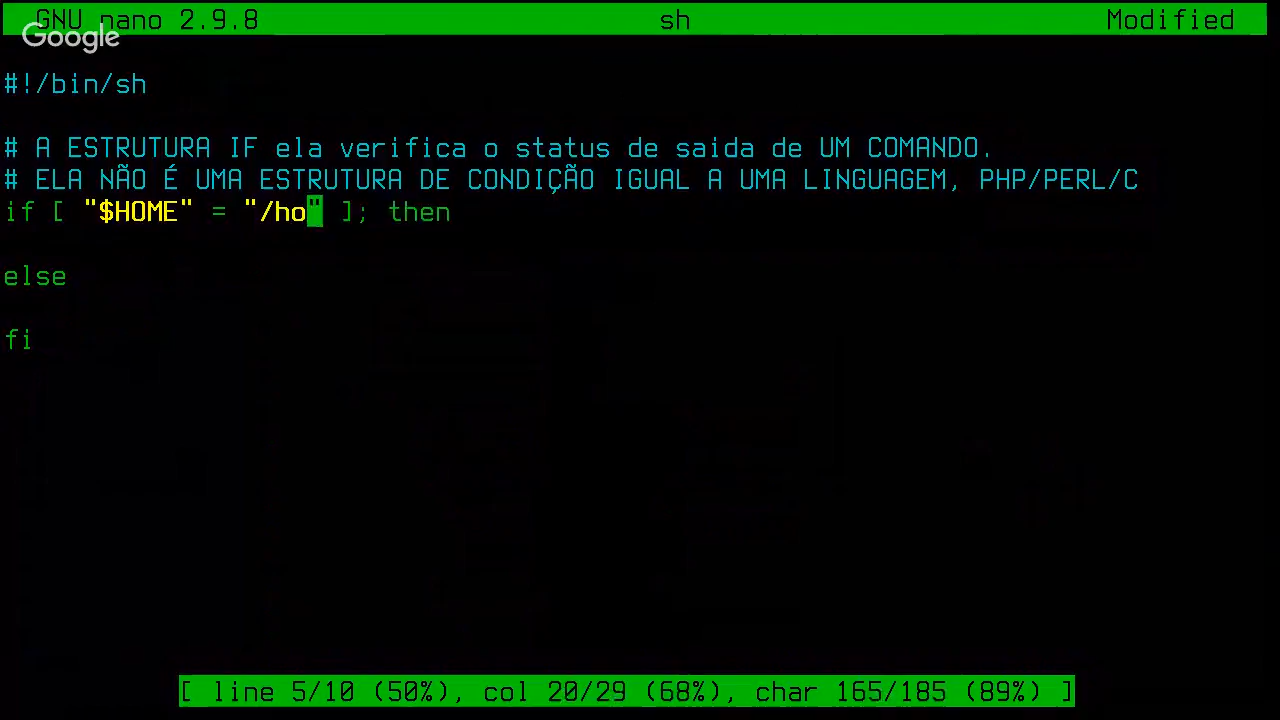 GNU nano 2.9.8 sh Modified
Google
#!/bin/sh
# A ESTRUTURA IF ela verifica o status de saida de UM COMANDO.
# ELA NÃO É UMA ESTRUTURA DE CONDIÇÃO IGUAL A UMA LINGUAGEM, PHP/PERL/C
if [ "$HOME" = "/ho" ]; then
else
fi
[ line 5/10 (50%), col 20/29 (68%), char 165/185 (89%) ]